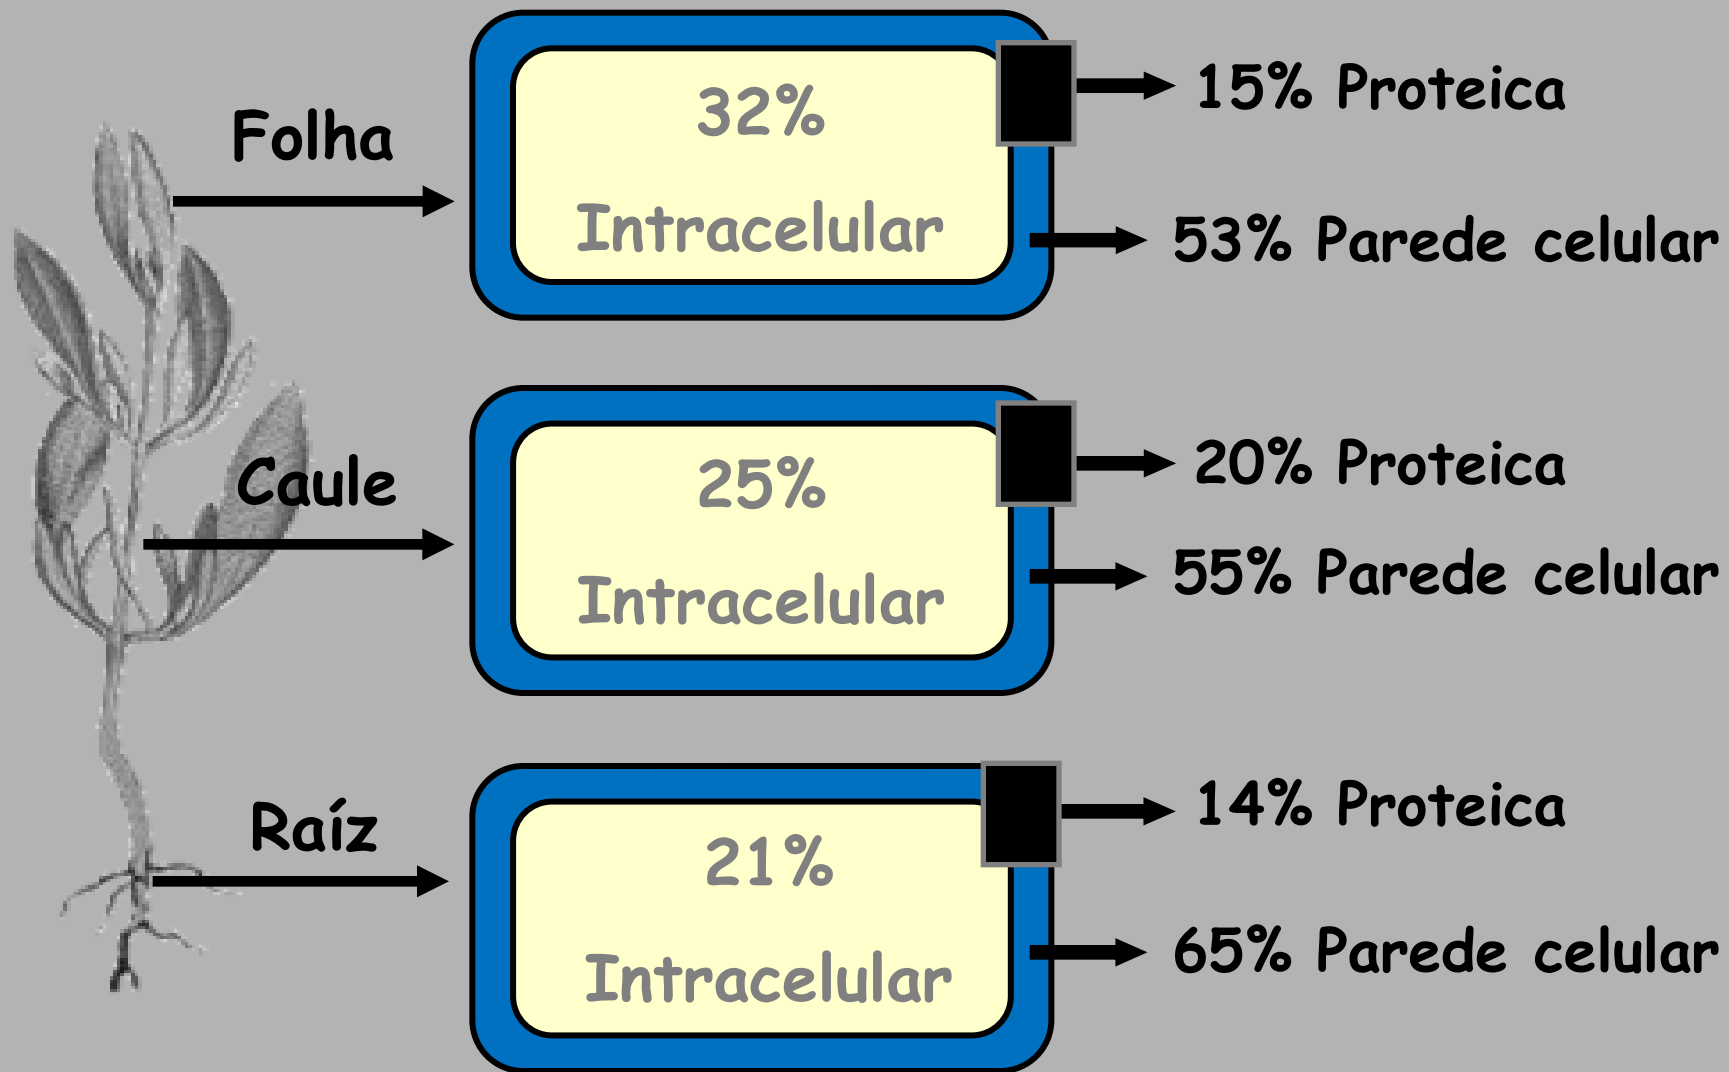 Folha
32%
Intracelular
15% Proteica
53% Parede celular
Caule
25%
Intracelular
20% Proteica
55% Parede celular
Raíz
21%
Intracelular
14% Proteica
65% Parede celular